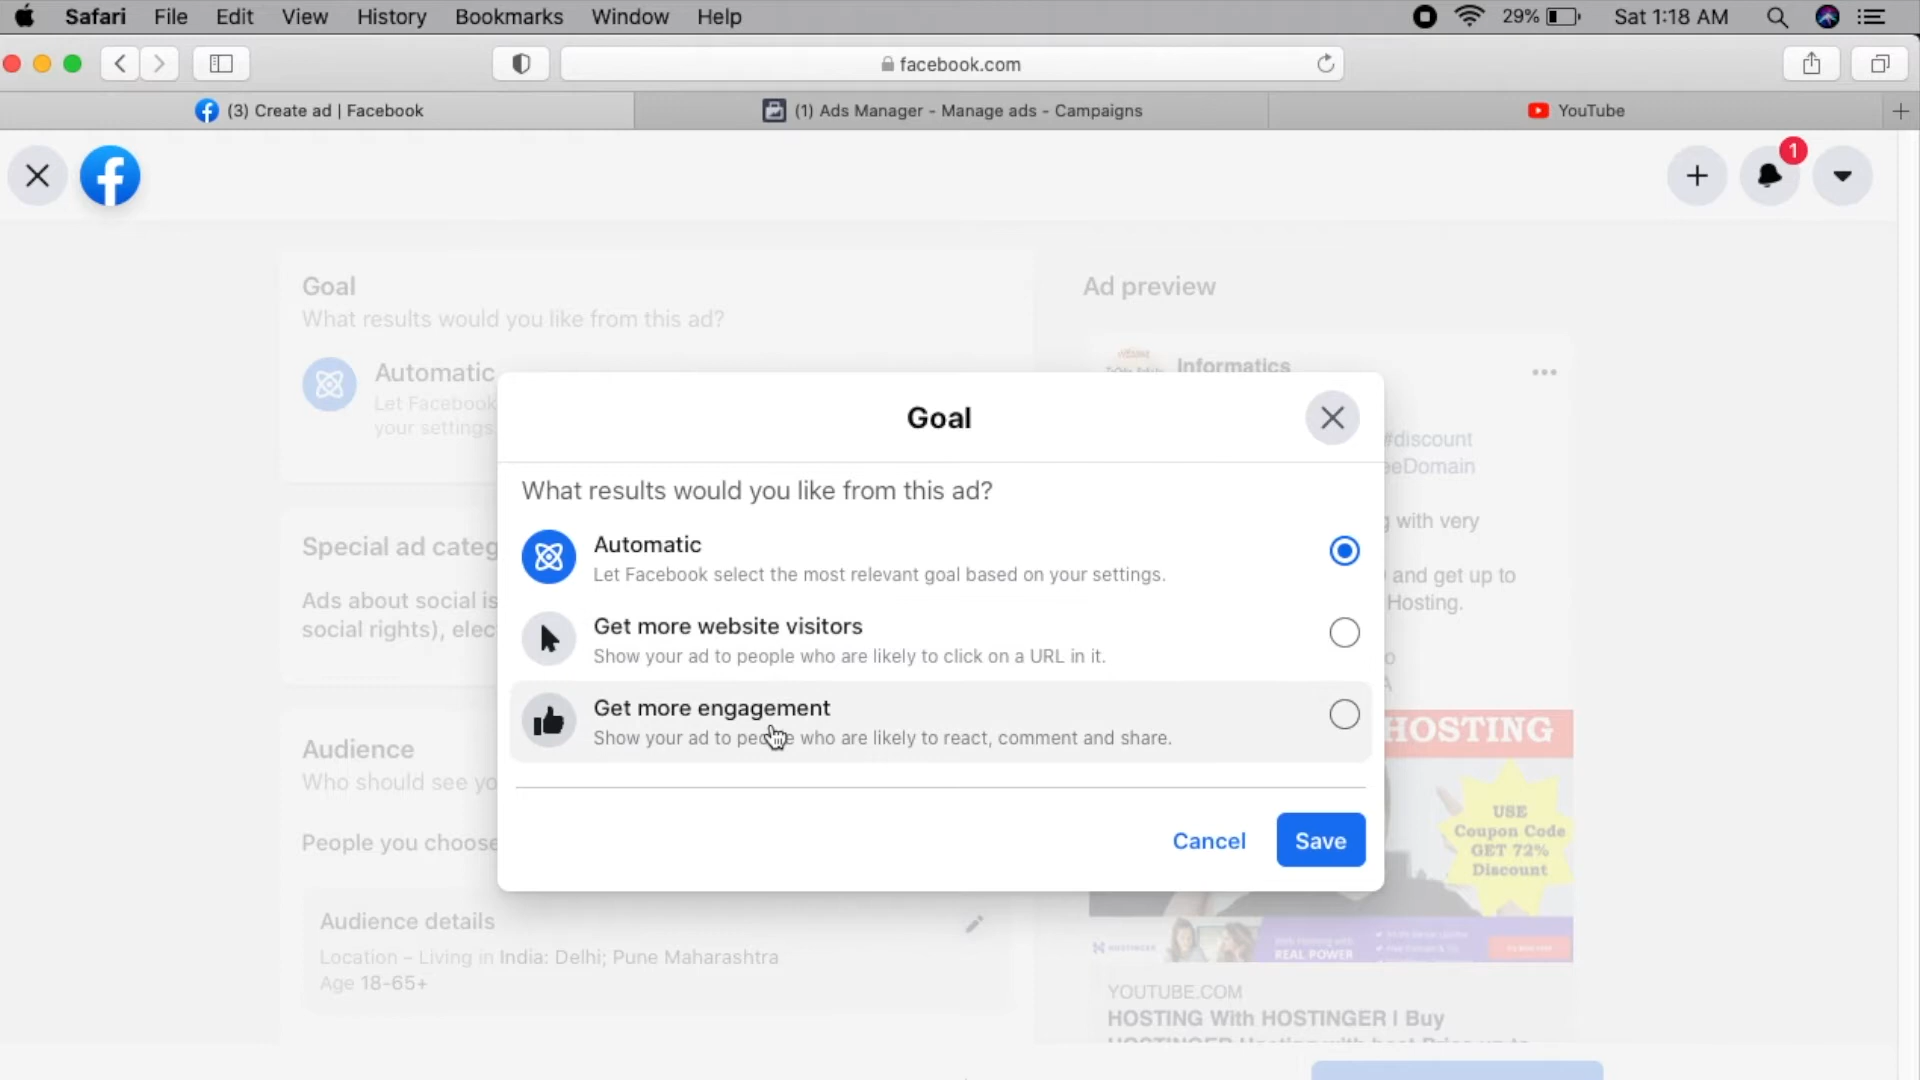 Safari File Edit View History Bookmarks Window Help 29% Sat 1:18 AM
facebook.com
(3) Create ad | Facebook
(1) Ads Manager - Manage ads - Campaigns
YouTube
1
Goal
What results would you like from this ad?
Automatic
Let Facebook
your settings.
Special ad categ
Ads about social is
social rights), elec
Audience
Who should see yo
People you choose
Audience details
Location – Living in India: Delhi; Pune Maharashtra
Age 18-65+
Goal
What results would you like from this ad?
Automatic
Let Facebook select the most relevant goal based on your settings.
Get more website visitors
Show your ad to people who are likely to click on a URL in it.
Get more engagement
Show your ad to people who are likely to react, comment and share.
Cancel Save
Ad preview
Informatics
#discount
eeDomain
g with very
and get up to
Hosting.
HOSTING
USE
Coupon Code
GET 72%
Discount
HOSTINGER
REAL POWER
YOUTUBE.COM
HOSTING With HOSTINGER I Buy